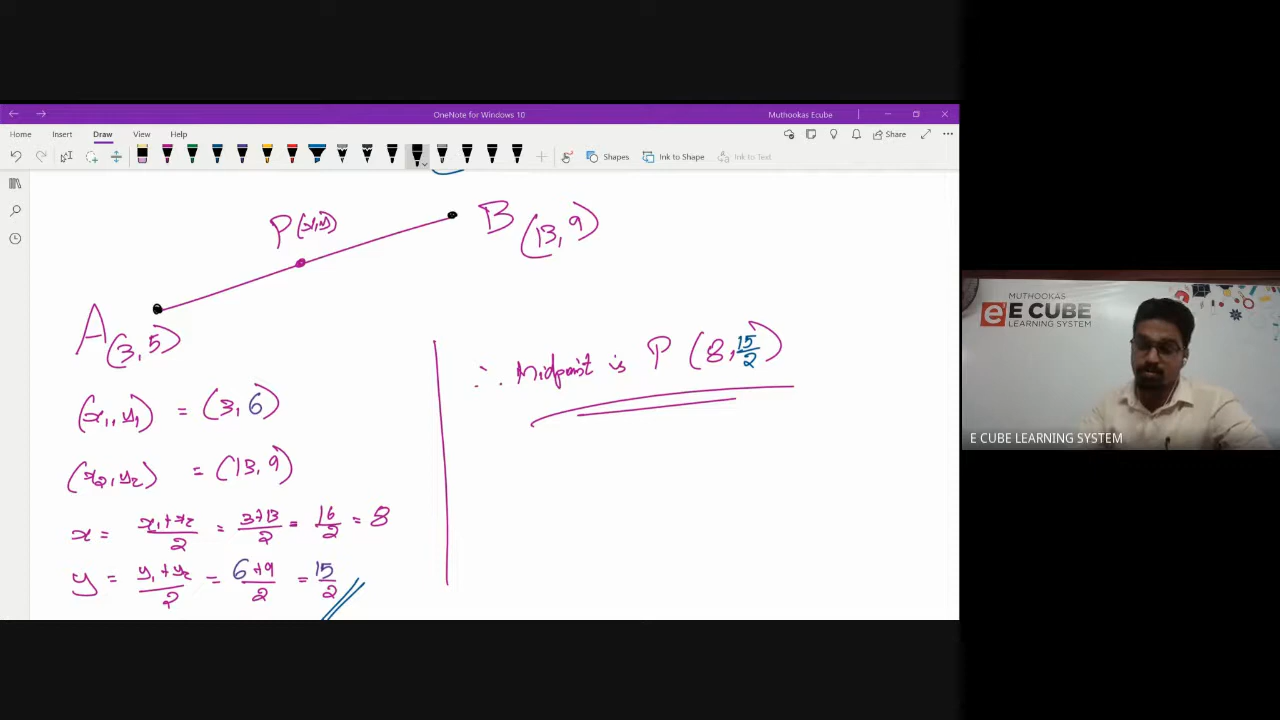 OneNote for Windows 10
Muthookas Ecube
Home Insert Draw View Help
Share
Shapes
Ink to Shape
Ink to Text
P(x,y)
B (13, 9)
A (3, 5)
(x₁, y₁) = (3, 6)
(x₂, y₂) = (13, 9)
x = x₁+x₂/2 = 3+13/2 = 16/2 = 8
y = y₁+y₂/2 = 6+9/2 = 15/2
∴ Midpoint is P (8, 15/2)
MUTHOOKAS
e E CUBE
LEARNING SYSTEM
E CUBE LEARNING SYSTEM